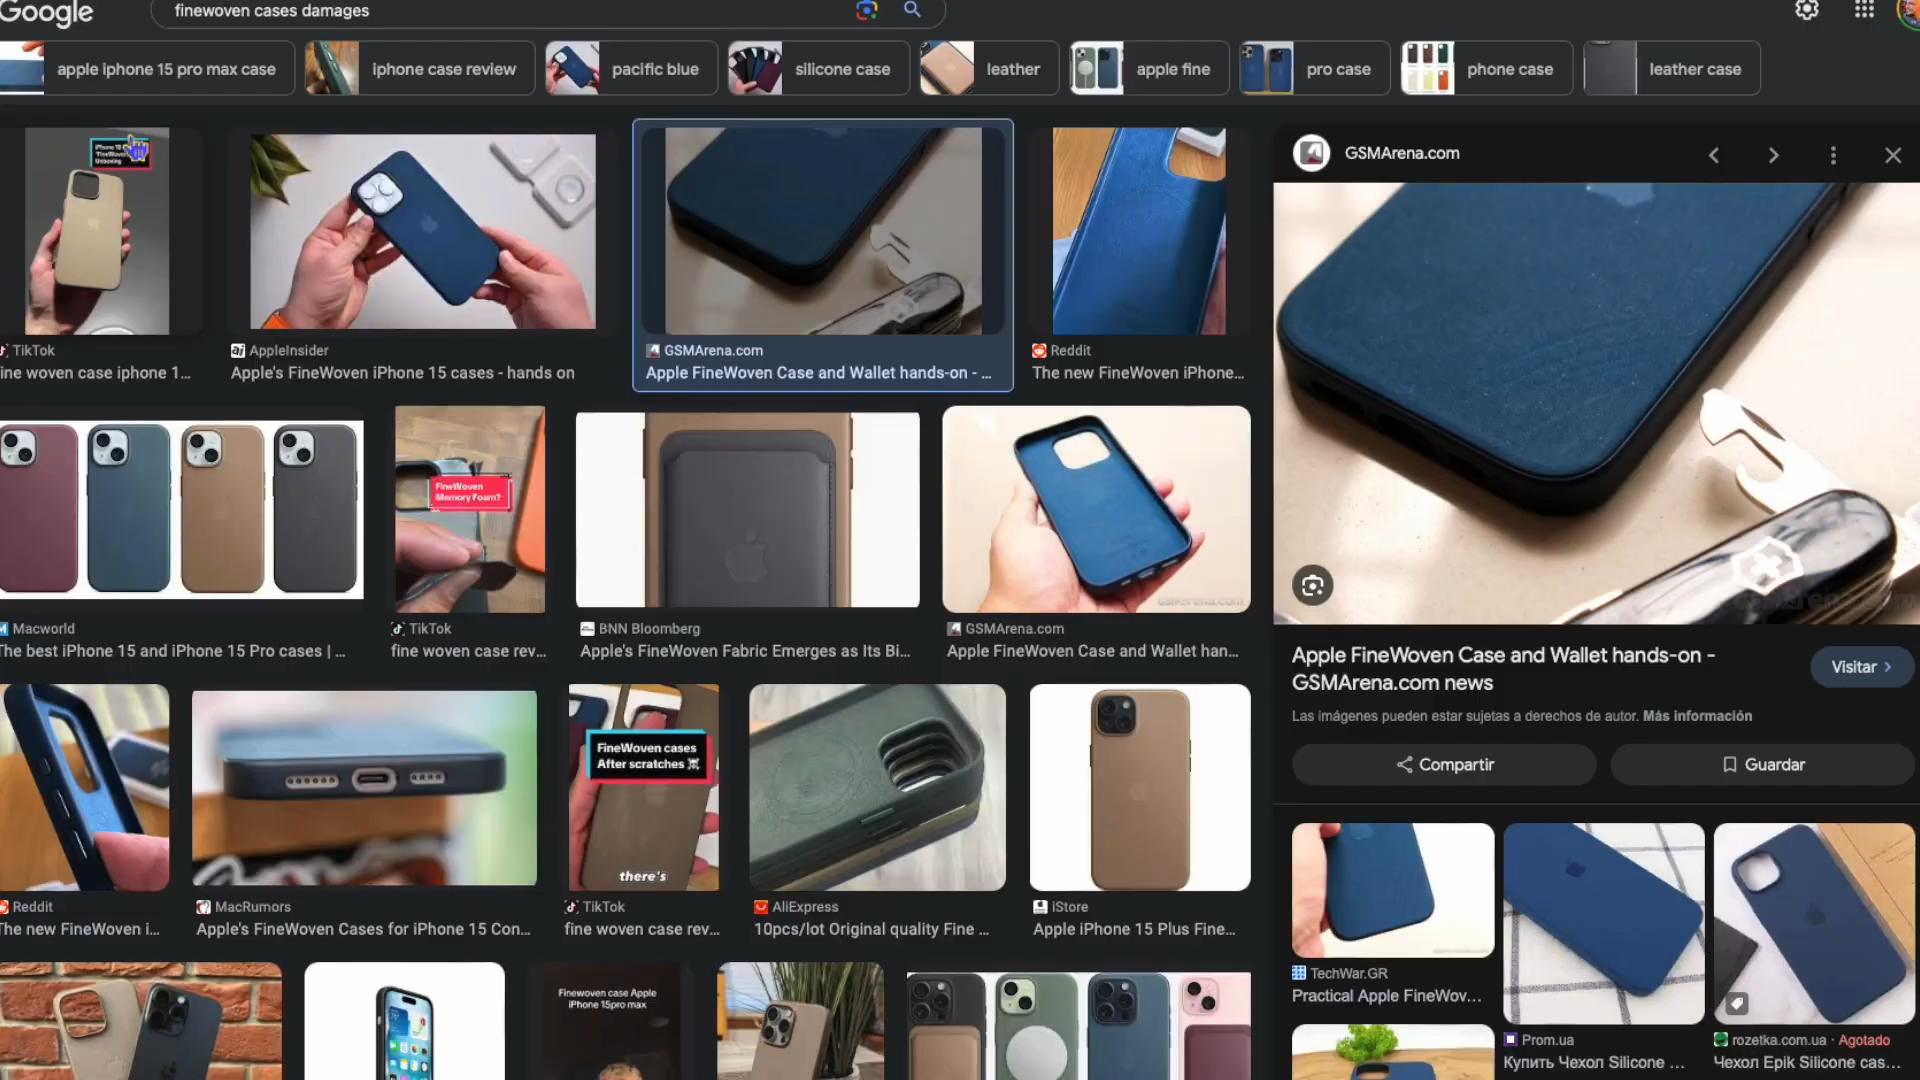 Google
finewoven cases damages
apple iphone 15 pro max case
iphone case review
pacific blue
silicone case
leather
apple fine
pro case
phone case
leather case
iPhone 15
Unboxing
TikTok
ine woven case iphone 1...
AppleInsider
Apple's FineWoven iPhone 15 cases - hands on
GSMArena.com
Apple FineWoven Case and Wallet hands-on - ...
Reddit
The new FineWoven iPhone...
GSMArena.com
Apple FineWoven Case and Wallet hands-on -
GSMArena.com news
Visitar
Las imágenes pueden estar sujetas a derechos de autor. Más información
Compartir
Guardar
FineWoven
Memory Foam?
Macworld
The best iPhone 15 and iPhone 15 Pro cases | ...
TikTok
fine woven case rev...
BNN Bloomberg
Apple's FineWoven Fabric Emerges as Its Bi...
GSMArena.com
Apple FineWoven Case and Wallet han...
FineWoven cases
After scratches
there's
Reddit
The new FineWoven i...
MacRumors
Apple's FineWoven Cases for iPhone 15 Con...
TikTok
fine woven case rev...
AliExpress
10pcs/lot Original quality Fine ...
iStore
Apple iPhone 15 Plus Fine...
TechWar.GR
Practical Apple FineWov...
Prom.ua
Купить Чехол Silicone ...
rozetka.com.ua · Agotado
Чехол Epik Silicone cas...
Finewoven case Apple
iPhone 15pro max